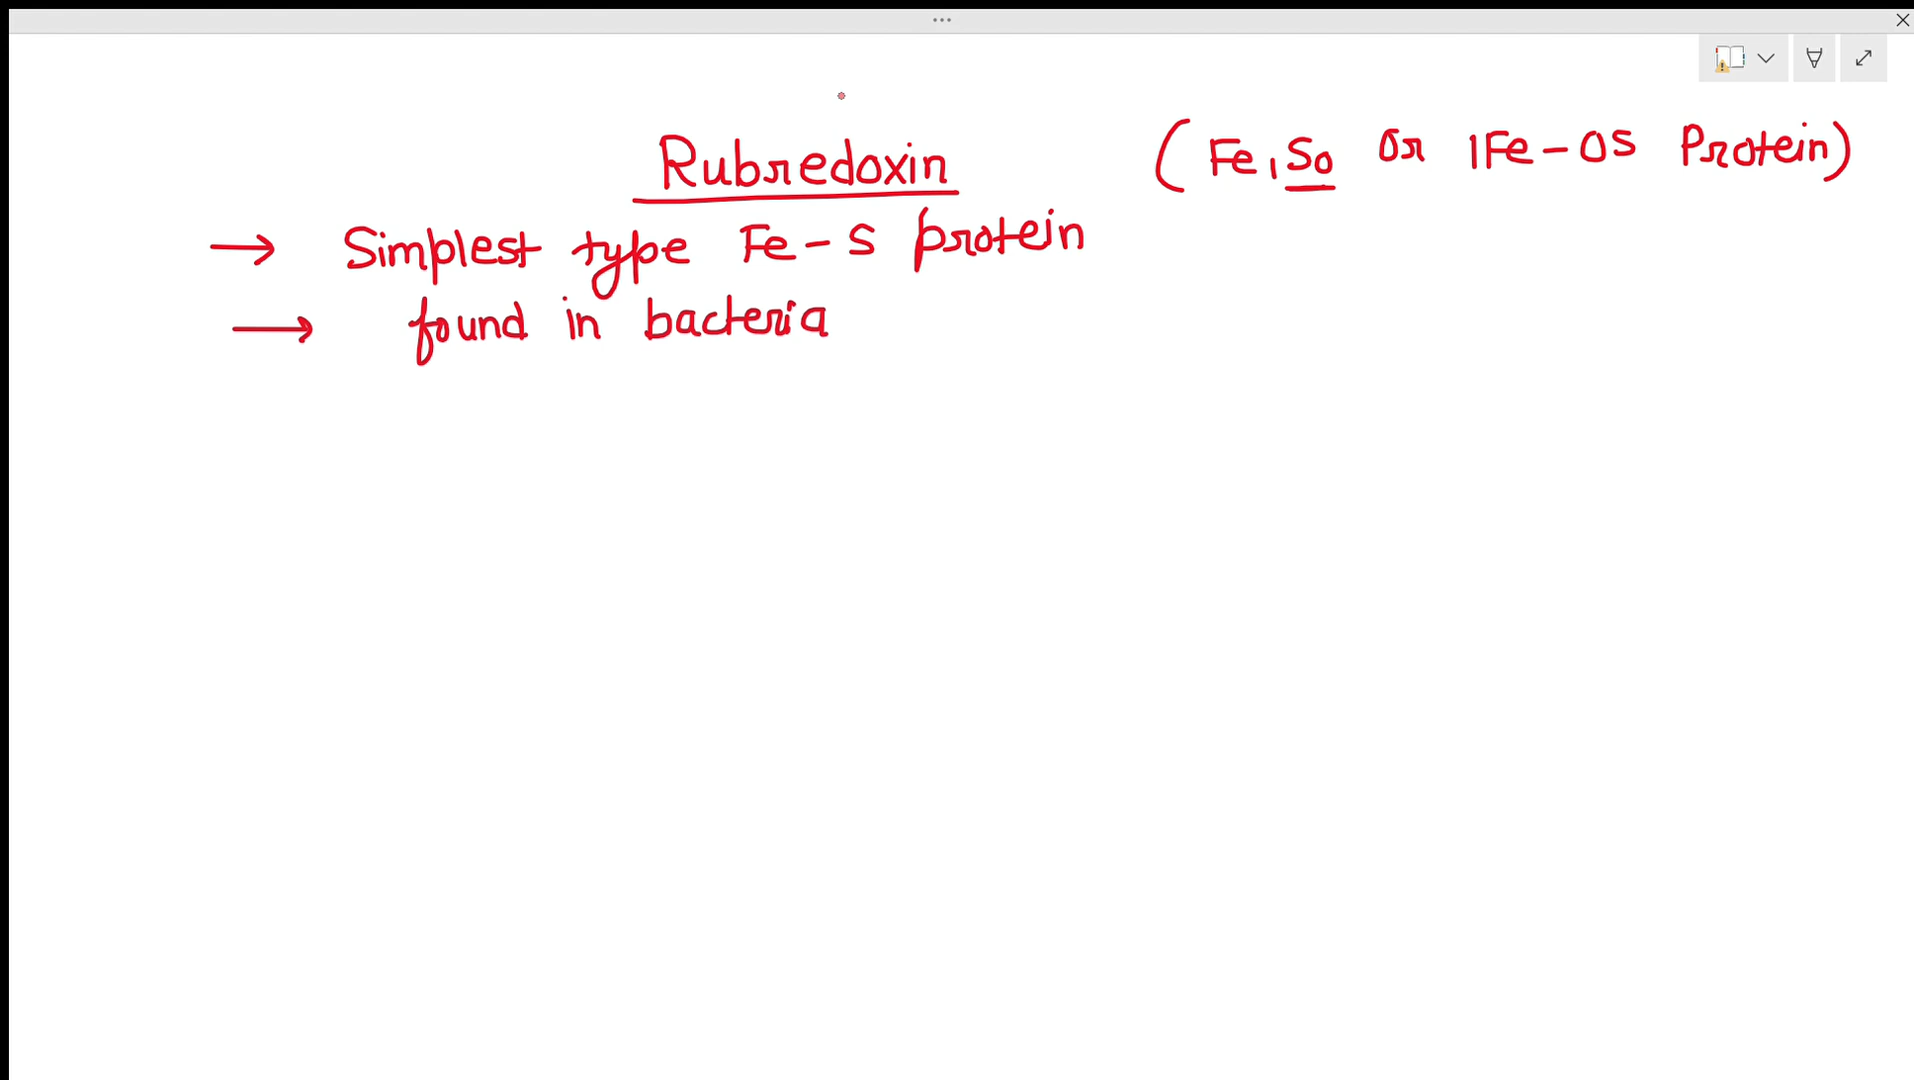 Rubredoxin (Fe₁S₀ or 1Fe-0S Protein)
→ Simplest type Fe-S protein
→ found in bacteria